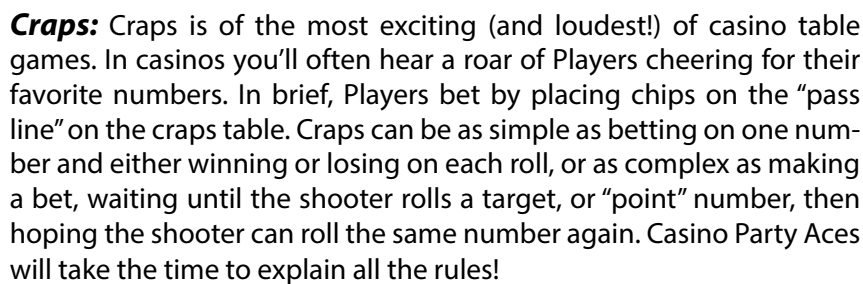 Craps: Craps is of the most exciting (and loudest!) of casino table
games. In casinos you’ll often hear a roar of Players cheering for their
favorite numbers. In brief, Players bet by placing chips on the “pass
line” on the craps table. Craps can be as simple as betting on one num-
ber and either winning or losing on each roll, or as complex as making
a bet, waiting until the shooter rolls a target, or “point” number, then
hoping the shooter can roll the same number again. Casino Party Aces
will take the time to explain all the rules!